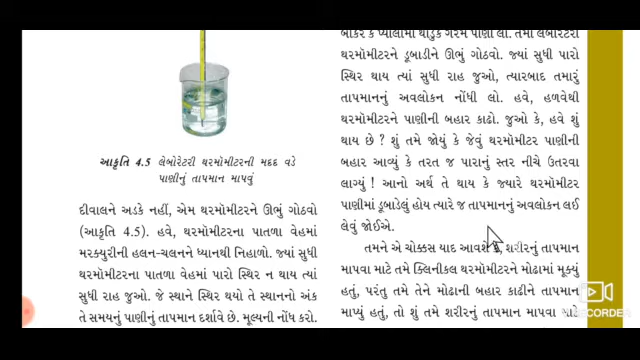 આકૃતિ 4.5 લેબોરેટરી થરમૉમીટરની મદદ વડે
પાણીનું તાપમાન માપવું
દીવાલને અડકે નહીં, એમ થરમૉમીટરને ઊભું ગોઠવો
(આકૃતિ 4.5). હવે, થરમૉમીટરના પાતળા વેહમાં
મરક્યુરીની હલન-ચલનને ધ્યાનથી નિહાળો. જ્યાં સુધી
થરમૉમીટરના પાતળા વેહમાં પારો સ્થિર ન થાય ત્યાં
સુધી રાહ જુઓ. જે સ્થાને સ્થિર થયો તે સ્થાનનો અંક
તે સમયનું પાણીનું તાપમાન દર્શાવે છે. મૂલ્યની નોંધ કરો.
બીકર કે પ્યાલામાં થોડુંક ગરમ પાણી લો. તેમાં લેબોરેટરી
થરમૉમીટરને ડૂબાડીને ઊભું ગોઠવો. જ્યાં સુધી પારો
સ્થિર થાય ત્યાં સુધી રાહ જુઓ, ત્યારબાદ તમારું
તાપમાનનું અવલોકન નોંધી લો. હવે, હળવેથી
થરમૉમીટરને પાણીની બહાર કાઢો. જુઓ કે, હવે શું
થાય છે ? શું તમે જોયું કે જેવું થરમૉમીટર પાણીની
બહાર આવ્યું કે તરત જ પારાનું સ્તર નીચે ઉતરવા
લાગ્યું ! આનો અર્થ તે થાય કે જ્યારે થરમૉમીટર
પાણીમાં ડૂબાડેલું હોય ત્યારે જ તાપમાનનું અવલોકન લઈ
લેવું જોઈએ.
તમને એ ચોક્કસ યાદ આવશે કે, શરીરનું તાપમાન
માપવા માટે તમે ક્લિનીકલ થરમૉમીટરને મોઢામાં મૂક્યું
હતું, પરંતુ તમે તેને મોઢાની બહાર કાઢીને તાપમાન
માપ્યું હતું, તો શું તમે શરીરનું તાપમાન માપવા માટે